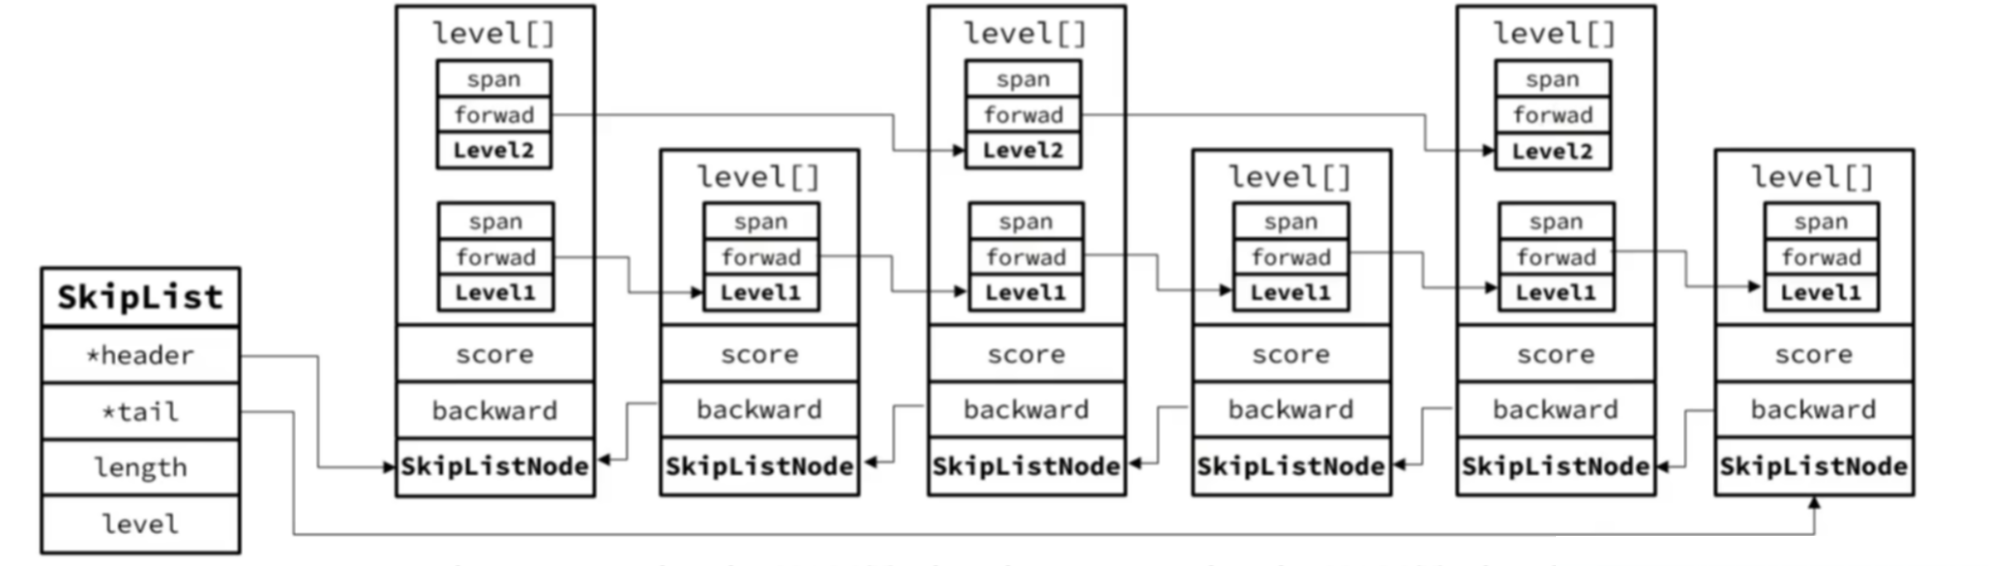 SkipList
*header
*tail
length
level
level[]
span
forwad
Level2
span
forwad
Level1
score
backward
SkipListNode
level[]
span
forwad
Level1
score
backward
SkipListNode
level[]
span
forwad
Level2
span
forwad
Level1
score
backward
SkipListNode
level[]
span
forwad
Level1
score
backward
SkipListNode
level[]
span
forwad
Level2
span
forwad
Level1
score
backward
SkipListNode
level[]
span
forwad
Level1
score
backward
SkipListNode